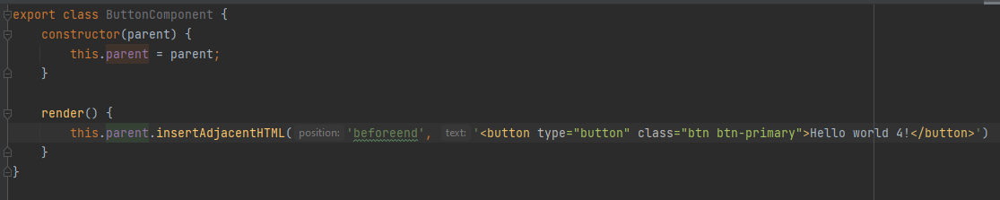 export class ButtonComponent {
    constructor(parent) {
        this.parent = parent;
    }

    render() {
        this.parent.insertAdjacentHTML( position: 'beforeend', text: '<button type="button" class="btn btn-primary">Hello world 4!</button>')
    }
}